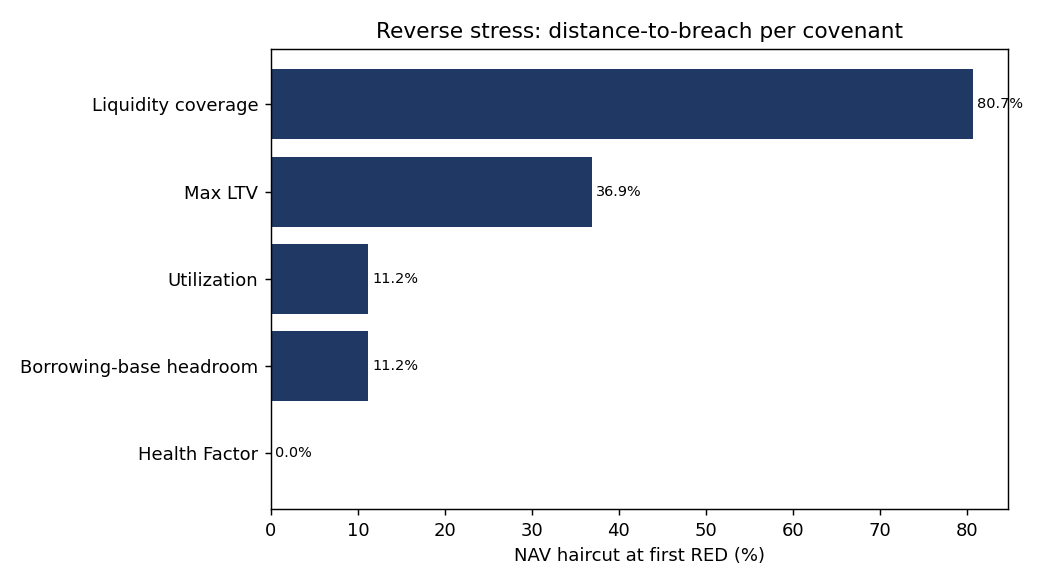 Reverse stress: distance-to-breach per covenant
Liquidity coverage
80.7%
Max LTV
36.9%
Utilization
11.2%
Borrowing-base headroom
11.2%
Health Factor
0.0%
0 10 20 30 40 50 60 70 80
NAV haircut at first RED (%)